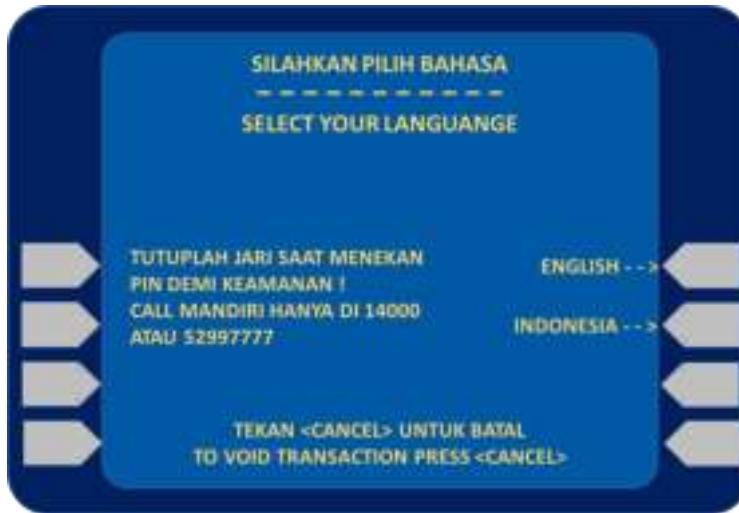 SILAHKAN PILIH BAHASA
- - - - - - - - - - -
SELECT YOUR LANGUANGE
TUTUPLAH JARI SAAT MENEKAN
PIN DEMI KEAMANAN !
CALL MANDIRI HANYA DI 14000
ATAU 52997777
ENGLISH - - >
INDONESIA - - >
TEKAN <CANCEL> UNTUK BATAL
TO VOID TRANSACTION PRESS <CANCEL>